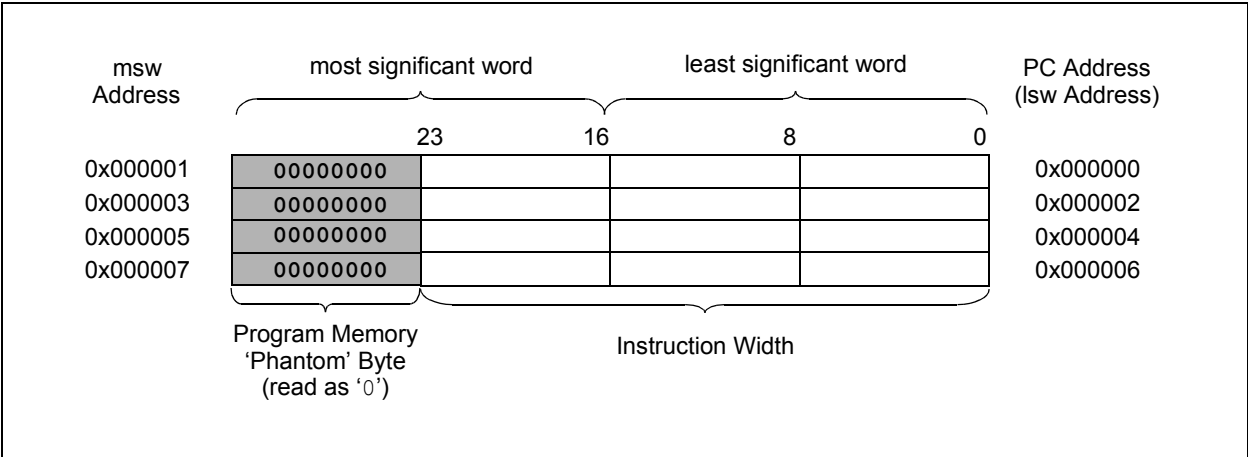 msw
Address
most significant word
least significant word
PC Address
(lsw Address)
23 16 8 0
0x000001 00000000 0x000000
0x000003 00000000 0x000002
0x000005 00000000 0x000004
0x000007 00000000 0x000006
Program Memory
‘Phantom’ Byte
(read as ‘0’)
Instruction Width